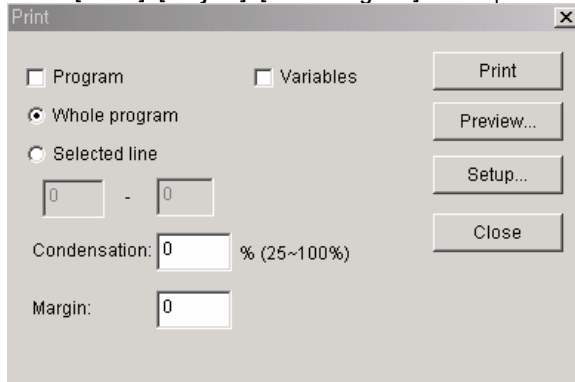 Print
Program
Variables
Print
Whole program
Preview...
Selected line
Setup...
0 - 0
Close
Condensation: 0 % (25~100%)
Margin: 0